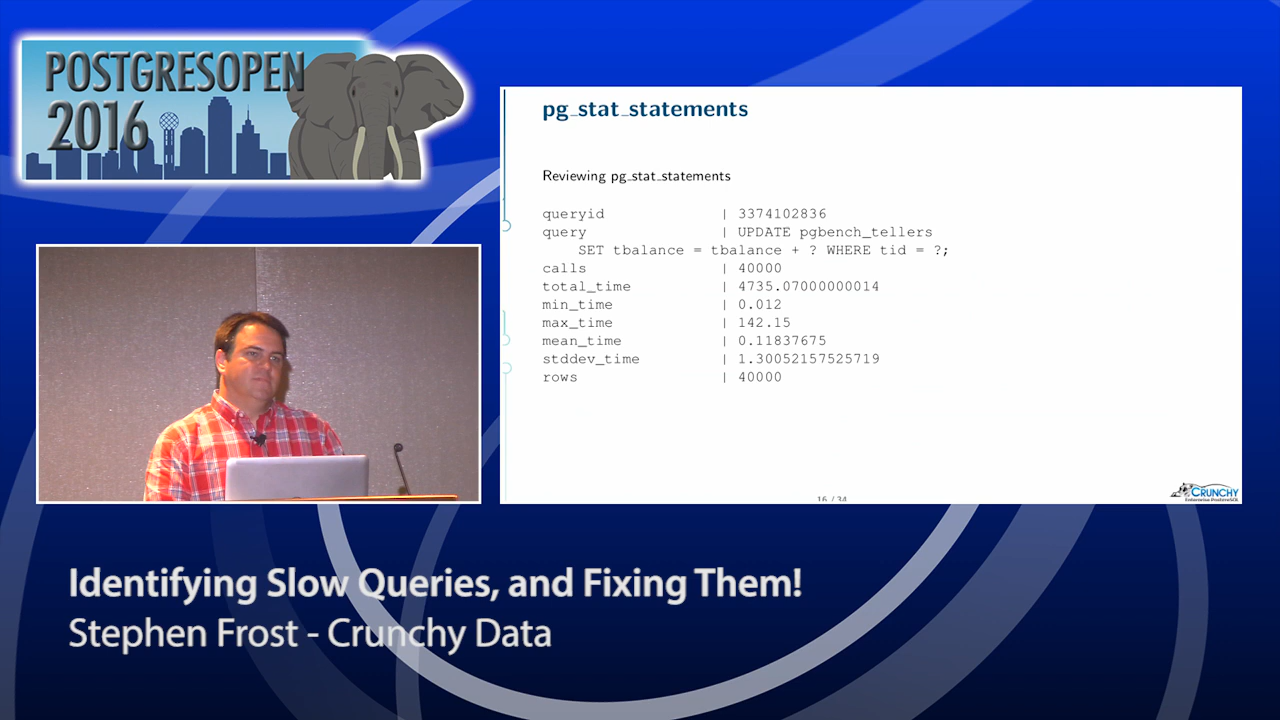 POSTGRESOPEN
2016
pg_stat_statements
Reviewing pg_stat_statements
queryid | 3374102836
query | UPDATE pgbench_tellers
SET tbalance = tbalance + ? WHERE tid = ?;
calls | 40000
total_time | 4735.07000000014
min_time | 0.012
max_time | 142.15
mean_time | 0.11837675
stddev_time | 1.30052157525719
rows | 40000
16 / 34
CRUNCHY
Enterprise PostgreSQL
Identifying Slow Queries, and Fixing Them!
Stephen Frost - Crunchy Data